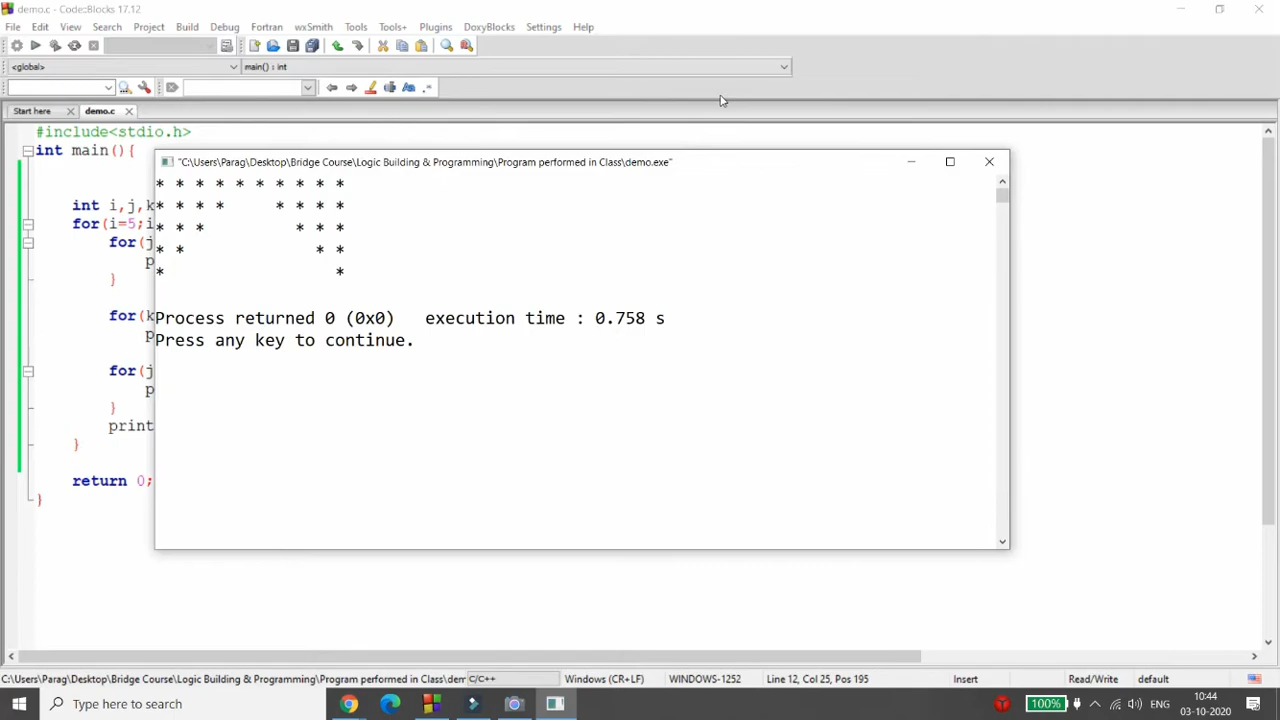 demo.c - Code::Blocks 17.12
File Edit View Search Project Build Debug Fortran wxSmith Tools Tools+ Plugins DoxyBlocks Settings Help
<global> main() : int
Start here demo.c
#include<stdio.h>
int main(){
"C:\Users\Parag\Desktop\Bridge Course\Logic Building & Programming\Program performed in Class\demo.exe"
* * * * * * * * * *
int i,j,k * * * *     * * * *
for(i=5;i * * *         * * *
for(j * *             * *
p *                 *
}
for(k Process returned 0 (0x0)   execution time : 0.758 s
p Press any key to continue.
for(j
p
}
print
}
return 0;
}
C:\Users\Parag\Desktop\Bridge Course\Logic Building & Programming\Program performed in Class\dem C/C++ Windows (CR+LF) WINDOWS-1252 Line 12, Col 25, Pos 195 Insert Read/Write default
Type here to search 100% ENG 10:44
03-10-2020